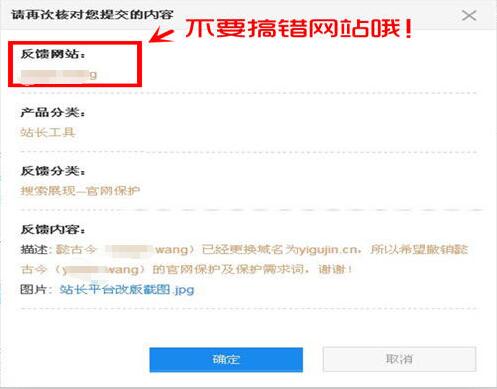 请再次核对您提交的内容
不要搞错网站哦！
反馈网站：
g
产品分类：
站长工具
反馈分类：
搜索展现—官网保护
反馈内容：
描述：懿古今 wang）已经更换域名为yigujin.cn，所以希望撤销懿
古今（y wang）的官网保护及保护需求词，谢谢！
图片：站长平台改版截图.jpg
确定
取消